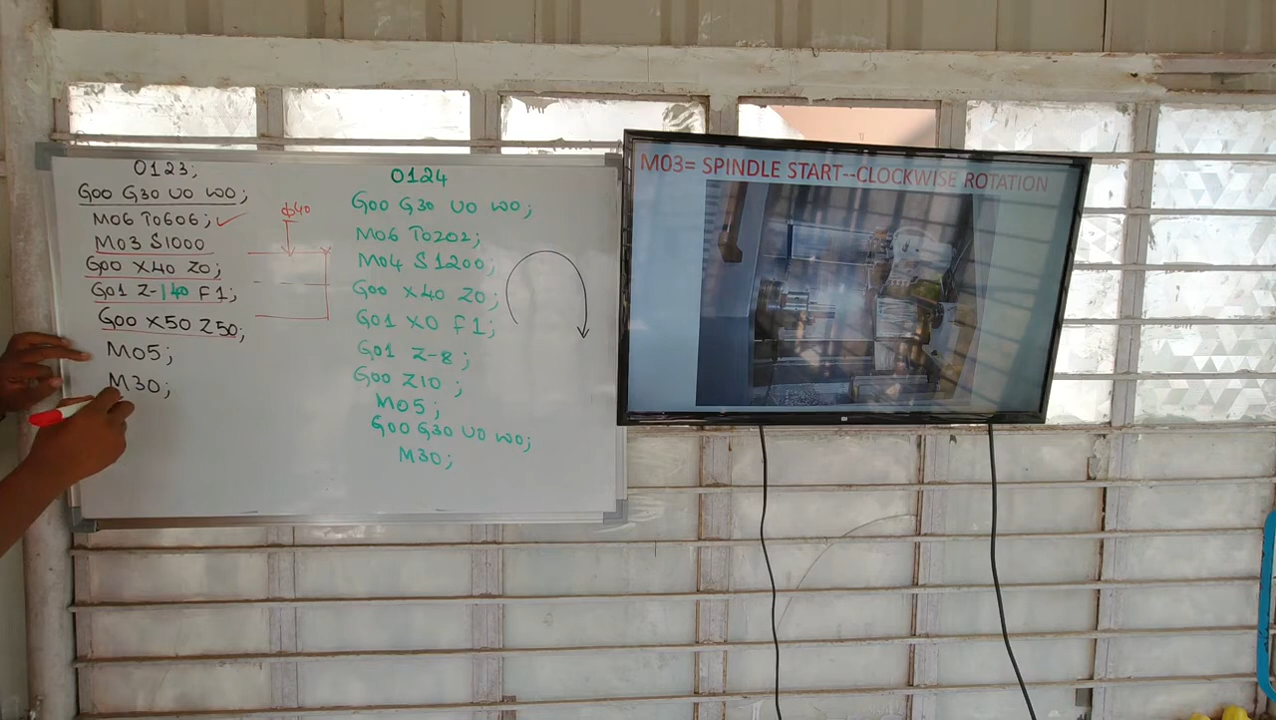 O123;
G00 G30 U0 W0;
M06 T0606;
M03 S1000
G00 X40 Z0;
G01 Z-140 F1;
G00 X50 Z50;
M05;
M30;
ϕ40
O124
G00 G30 U0 W0;
M06 T0202;
M04 S1200;
G00 X40 Z0;
G01 X0 F1;
G01 Z-8;
G00 Z10;
M05;
G00 G30 U0 W0;
M30;
M03= SPINDLE START--CLOCKWISE ROTATION